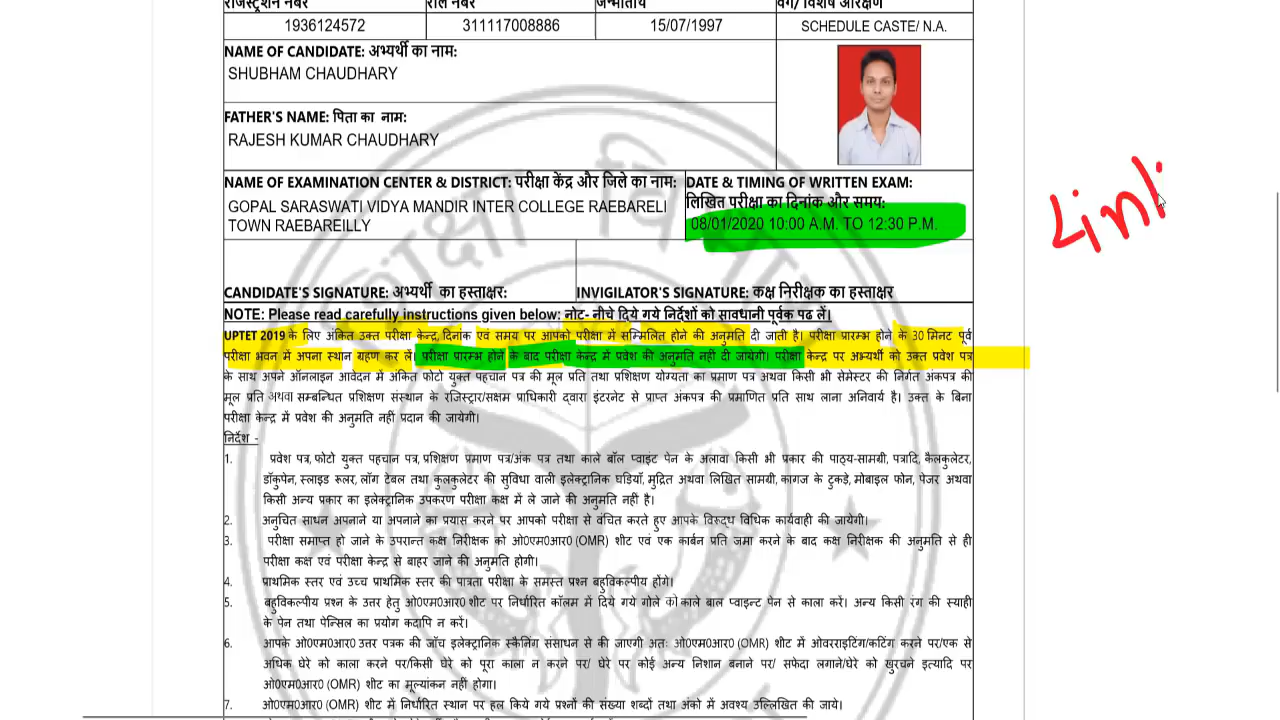 रजिस्ट्रेशन नंबर रोल नंबर जन्मतिथि वर्ग/ विशेष आरक्षण
1936124572 311117008886 15/07/1997 SCHEDULE CASTE/ N.A.
NAME OF CANDIDATE: अभ्यर्थी का नाम:
SHUBHAM CHAUDHARY
FATHER'S NAME: पिता का नाम:
RAJESH KUMAR CHAUDHARY
NAME OF EXAMINATION CENTER & DISTRICT: परीक्षा केंद्र और जिले का नाम:
GOPAL SARASWATI VIDYA MANDIR INTER COLLEGE RAEBARELI
TOWN RAEBAREILLY
DATE & TIMING OF WRITTEN EXAM:
लिखित परीक्षा का दिनांक और समय:
08/01/2020 10:00 A.M. TO 12:30 P.M.
CANDIDATE'S SIGNATURE: अभ्यर्थी का हस्ताक्षर: INVIGILATOR'S SIGNATURE: कक्ष निरीक्षक का हस्ताक्षर
NOTE: Please read carefully instructions given below: नोट- नीचे दिये गये निर्देशों को सावधानी पूर्वक पढ लें।
UPTET 2019 के लिए अंकित उक्त परीक्षा केन्द्र, दिनांक एवं समय पर आपको परीक्षा में सम्मिलित होने की अनुमति दी जाती है। परीक्षा प्रारम्भ होने के 30 मिनट पूर्व
परीक्षा भवन में अपना स्थान ग्रहण कर लें। परीक्षा प्रारम्भ होने के बाद परीक्षा केन्द्र में प्रवेश की अनुमति नही दी जायेगी। परीक्षा केन्द्र पर अभ्यर्थी को उक्त प्रवेश पत्र
के साथ अपने ऑनलाइन आवेदन में अंकित फोटो युक्त पहचान पत्र की मूल प्रति तथा प्रशिक्षण योग्यता का प्रमाण पत्र अथवा किसी भी सेमेस्टर की निर्गत अंकपत्र की
मूल प्रति अथवा सम्बन्धित प्रशिक्षण संस्थान के रजिस्ट्रार/सक्षम प्राधिकारी द्वारा इंटरनेट से प्राप्त अंकपत्र की प्रमाणित प्रति साथ लाना अनिवार्य है। उक्त के बिना
परीक्षा केन्द्र में प्रवेश की अनुमति नहीं प्रदान की जायेगी।
निर्देश -
1. प्रवेश पत्र, फोटो युक्त पहचान पत्र, प्रशिक्षण प्रमाण पत्र/अंक पत्र तथा काले बॉल प्वाइंट पेन के अलावा किसी भी प्रकार की पाठ्य-सामग्री, पत्रादि, कैलकुलेटर,
डॉकुपेन, स्लाइड रूलर, लॉग टेबल तथा कुलकुलेटर की सुविधा वाली इलेक्ट्रानिक घडियाँ, मुद्रित अथवा लिखित सामग्री, कागज के टुकडे, मोबाइल फोन, पेजर अथवा
किसी अन्य प्रकार का इलेक्ट्रानिक उपकरण परीक्षा कक्ष में ले जाने की अनुमति नहीं है।
2. अनुचित साधन अपनाने या अपनाने का प्रयास करने पर आपको परीक्षा से वंचित करते हुए आपके विरूद्ध विधिक कार्यवाही की जायेगी।
3. परीक्षा समाप्त हो जाने के उपरान्त कक्ष निरीक्षक को ओ0एम0आर0 (OMR) शीट एवं एक कार्बन प्रति जमा करने के बाद कक्ष निरीक्षक की अनुमति से ही
परीक्षा कक्ष एवं परीक्षा केन्द्र से बाहर जाने की अनुमति होगी।
4. प्राथमिक स्तर एवं उच्च प्राथमिक स्तर की पात्रता परीक्षा के समस्त प्रश्न बहुविकल्पीय होंगे।
5. बहुविकल्पीय प्रश्न के उत्तर हेतु ओ0एम0आर0 शीट पर निर्धारित कॉलम में दिये गये गोले को काले बाल प्वाइन्ट पेन से काला करें। अन्य किसी रंग की स्याही
के पेन तथा पेन्सिल का प्रयोग कदापि न करें।
6. आपके ओ0एम0आर0 उत्तर पत्रक की जाँच इलेक्ट्रानिक स्कैनिंग संसाधन से की जाएगी अतः ओ0एम0आर0 (OMR) शीट में ओवरराइटिंग/कटिंग करने पर/एक से
अधिक घेरे को काला करने पर/किसी घेरे को पूरा काला न करने पर/ घेरे पर कोई अन्य निशान बनाने पर/ सफेदा लगाने/घेरे को खुरचने इत्यादि पर
ओ0एम0आर0 (OMR) शीट का मूल्यांकन नहीं होगा।
7. ओ0एम0आर0 (OMR) शीट में निर्धारित स्थान पर हल किये गये प्रश्नों की संख्या शब्दों तथा अंको में अवश्य उल्लिखित की जाये।